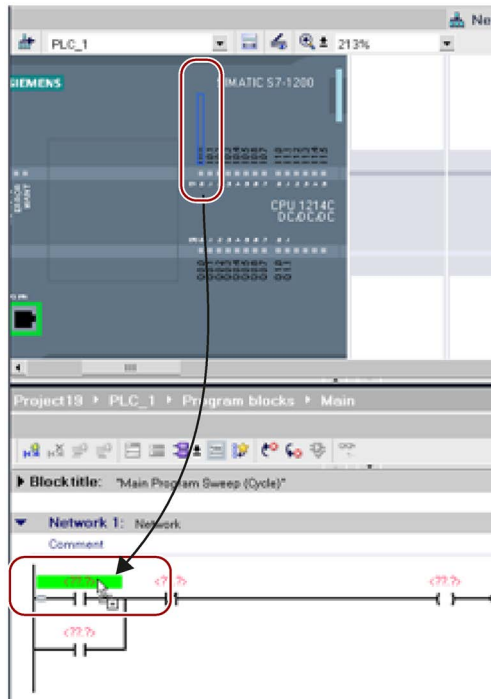 Ne
PLC_1
213%
SIEMENS
SIMATIC S7-1200
CPU 1214C
DC/DC/DC
Project19 ▸ PLC_1 ▸ Program blocks ▸ Main
Block title: "Main Program Sweep (Cycle)"
Network 1: Network
Comment
<??.?> <??.?> <??.?>
<??.?>